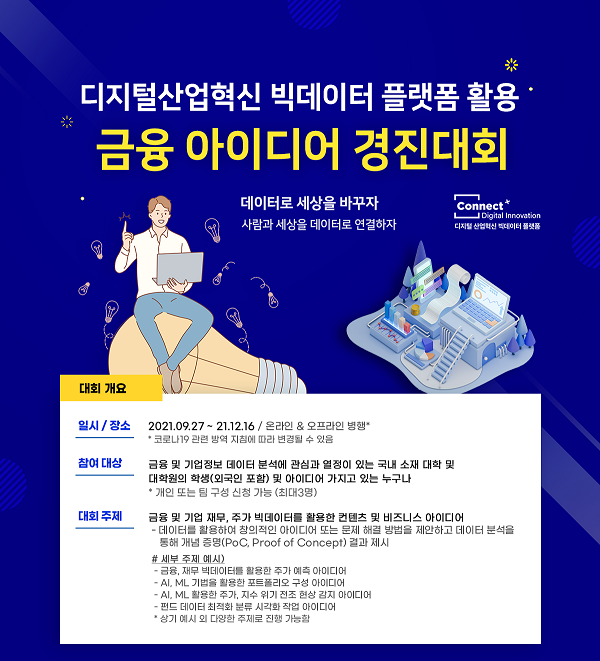 디지털산업혁신 빅데이터 플랫폼 활용
금융 아이디어 경진대회
데이터로 세상을 바꾸자
사람과 세상을 데이터로 연결하자
Connect+
Digital Innovation
디지털 산업혁신 빅데이터 플랫폼
대회 개요
일시 / 장소
2021.09.27 ~ 21.12.16 / 온라인 & 오프라인 병행*
* 코로나19 관련 방역 지침에 따라 변경될 수 있음
참여 대상
금융 및 기업정보 데이터 분석에 관심과 열정이 있는 국내 소재 대학 및
대학원의 학생(외국인 포함) 및 아이디어 가지고 있는 누구나
* 개인 또는 팀 구성 신청 가능 (최대3명)
대회 주제
금융 및 기업 재무, 주가 빅데이터를 활용한 컨텐츠 및 비즈니스 아이디어
- 데이터를 활용하여 창의적인 아이디어 또는 문제 해결 방법을 제안하고 데이터 분석을
통해 개념 증명(PoC, Proof of Concept) 결과 제시
# 세부 주제 예시)
- 금융, 재무 빅데이터를 활용한 주가 예측 아이디어
- AI, ML 기법을 활용한 포트폴리오 구성 아이디어
- AI, ML 활용한 주가, 지수 위기 전조 현상 감지 아이디어
- 펀드 데이터 최적화 분류 시각화 작업 아이디어
* 상기 예시 외 다양한 주제로 진행 가능함